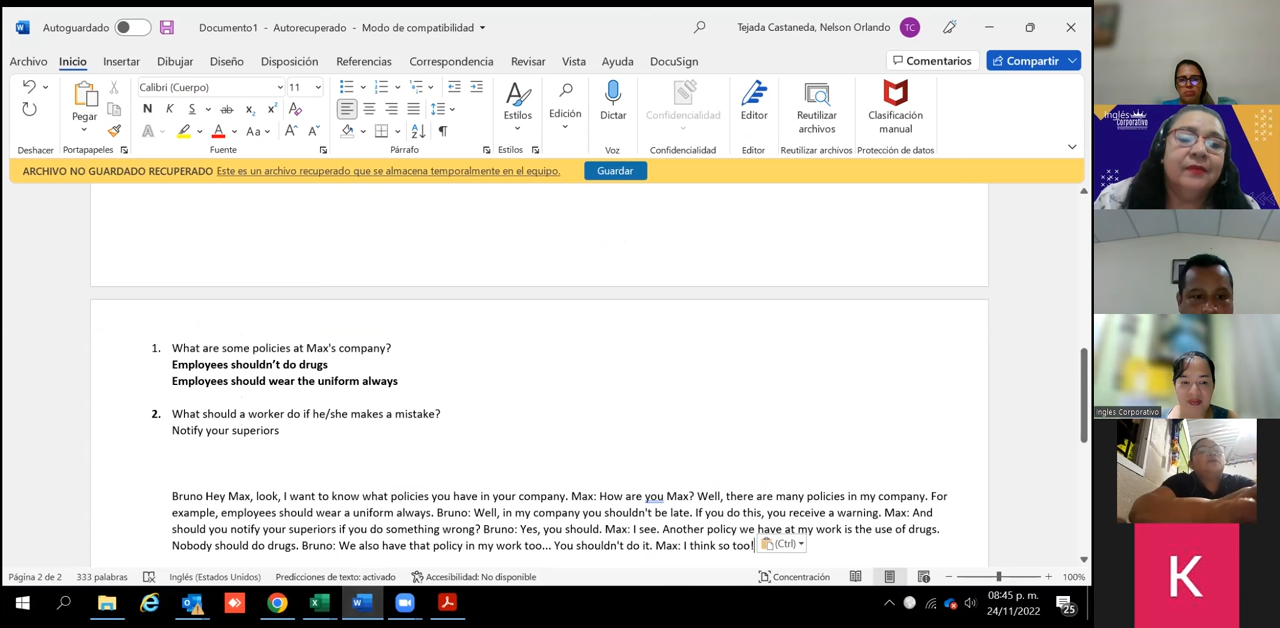 Autoguardado
Documento1 - Autorecuperado - Modo de compatibilidad
Tejada Castaneda, Nelson Orlando
TC
Archivo Inicio Insertar Dibujar Diseño Disposición Referencias Correspondencia Revisar Vista Ayuda DocuSign
Comentarios
Compartir
Pegar
Calibri (Cuerpo)
11
N K S ab x₂ x²
A A Aa A A
Estilos
Edición
Dictar
Confidencialidad
Editor
Reutilizar archivos
Clasificación manual
Deshacer Portapapeles Fuente Párrafo Estilos Voz Confidencialidad Editor Reutilizar archivos Protección de datos
ARCHIVO NO GUARDADO RECUPERADO Este es un archivo recuperado que se almacena temporalmente en el equipo.
Guardar
1. What are some policies at Max's company?
Employees shouldn't do drugs
Employees should wear the uniform always
2. What should a worker do if he/she makes a mistake?
Notify your superiors
Bruno Hey Max, look, I want to know what policies you have in your company. Max: How are you Max? Well, there are many policies in my company. For
example, employees should wear a uniform always. Bruno: Well, in my company you shouldn't be late. If you do this, you receive a warning. Max: And
should you notify your superiors if you do something wrong? Bruno: Yes, you should. Max: I see. Another policy we have at my work is the use of drugs.
Nobody should do drugs. Bruno: We also have that policy in my work too... You shouldn't do it. Max: I think so too!
(Ctrl)
Página 2 de 2 333 palabras Inglés (Estados Unidos) Predicciones de texto: activado Accesibilidad: No disponible Concentración 100%
08:45 p. m.
24/11/2022
25
Inglés
Corporativo
Inglés Corporativo
K